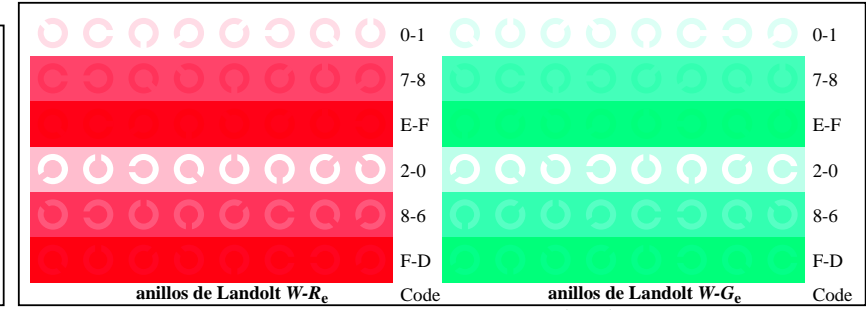 0-1 0-1
7-8 7-8
E-F E-F
2-0 2-0
8-6 8-6
F-D F-D
anillos de Landolt W-Re Code anillos de Landolt W-Ge Code